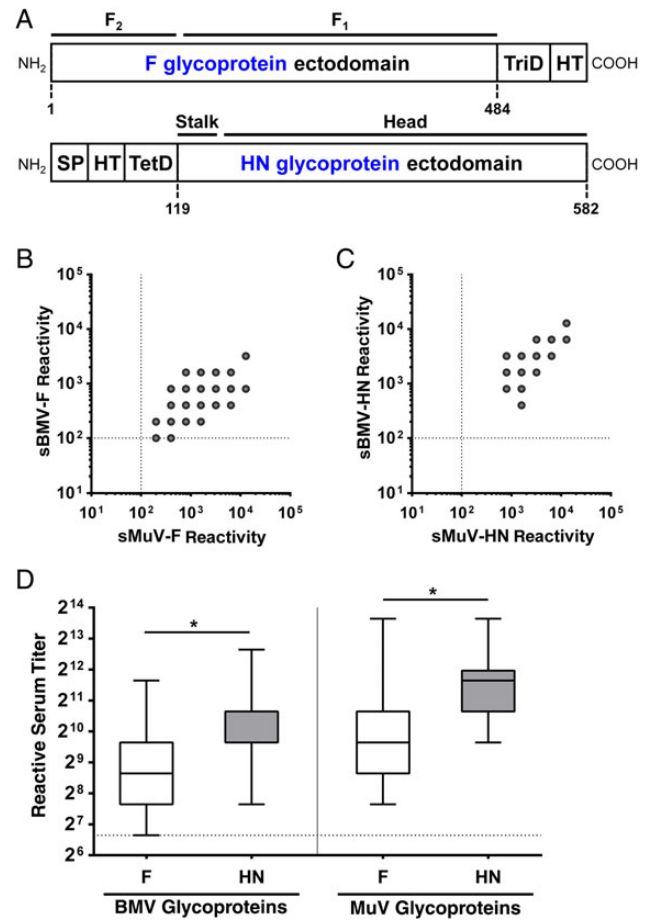 A
F2 F1
NH2 F glycoprotein ectodomain TriD HT COOH
1 484
Stalk Head
NH2 SP HT TetD HN glycoprotein ectodomain COOH
119 582
B
sBMV-F Reactivity
10^5
10^4
10^3
10^2
10^1
10^1 10^2 10^3 10^4 10^5
sMuV-F Reactivity
C
sBMV-HN Reactivity
10^5
10^4
10^3
10^2
10^1
10^1 10^2 10^3 10^4 10^5
sMuV-HN Reactivity
D
Reactive Serum Titer
2^14
2^13
2^12
2^11
2^10
2^9
2^8
2^7
2^6
* *
F HN F HN
BMV Glycoproteins MuV Glycoproteins